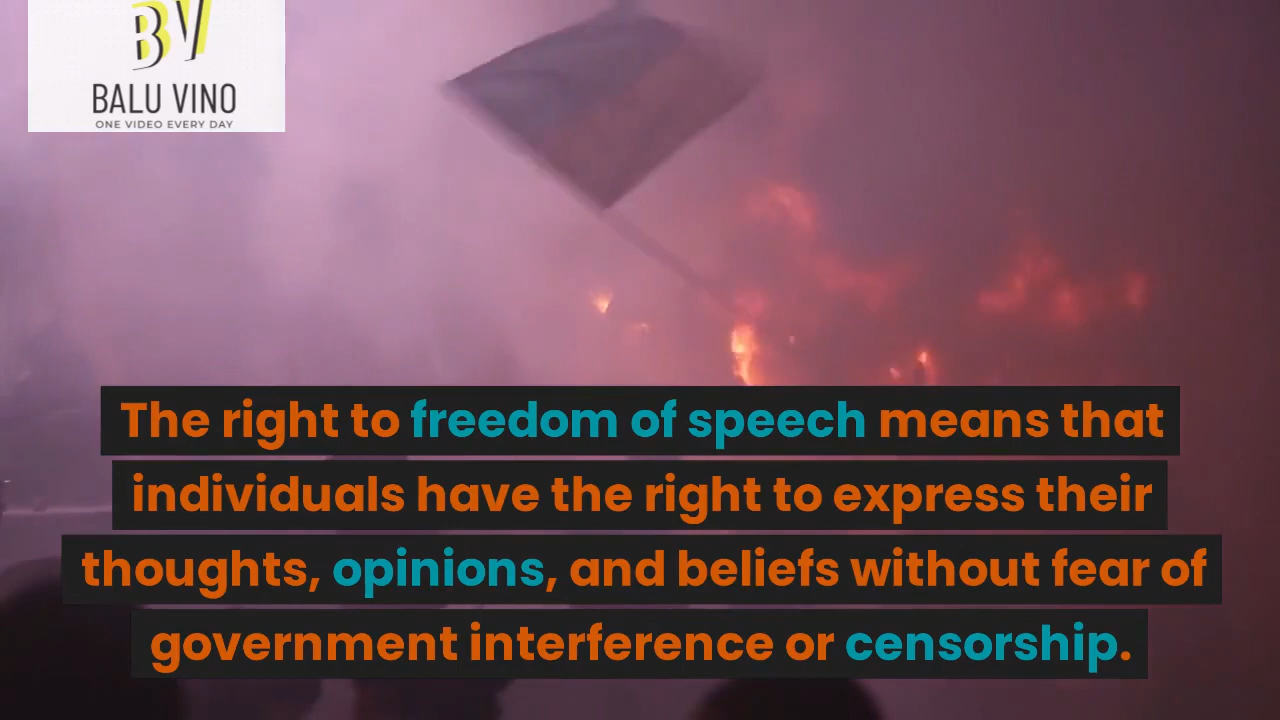 BV
BALU VINO
ONE VIDEO EVERY DAY
The right to freedom of speech means that
individuals have the right to express their
thoughts, opinions, and beliefs without fear of
government interference or censorship.